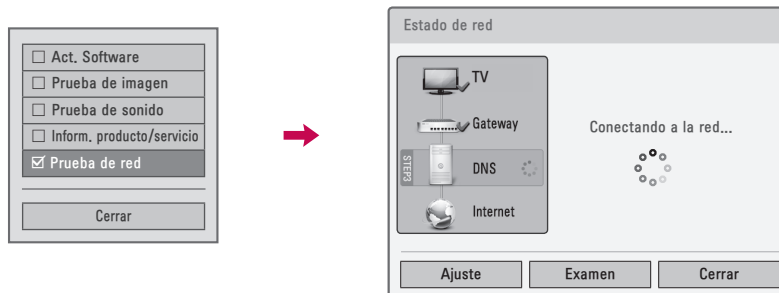 Act. Software
Prueba de imagen
Prueba de sonido
Inform. producto/servicio
Prueba de red
Cerrar
Estado de red
TV
Gateway
STEP3
DNS
Internet
Conectando a la red...
Ajuste
Examen
Cerrar